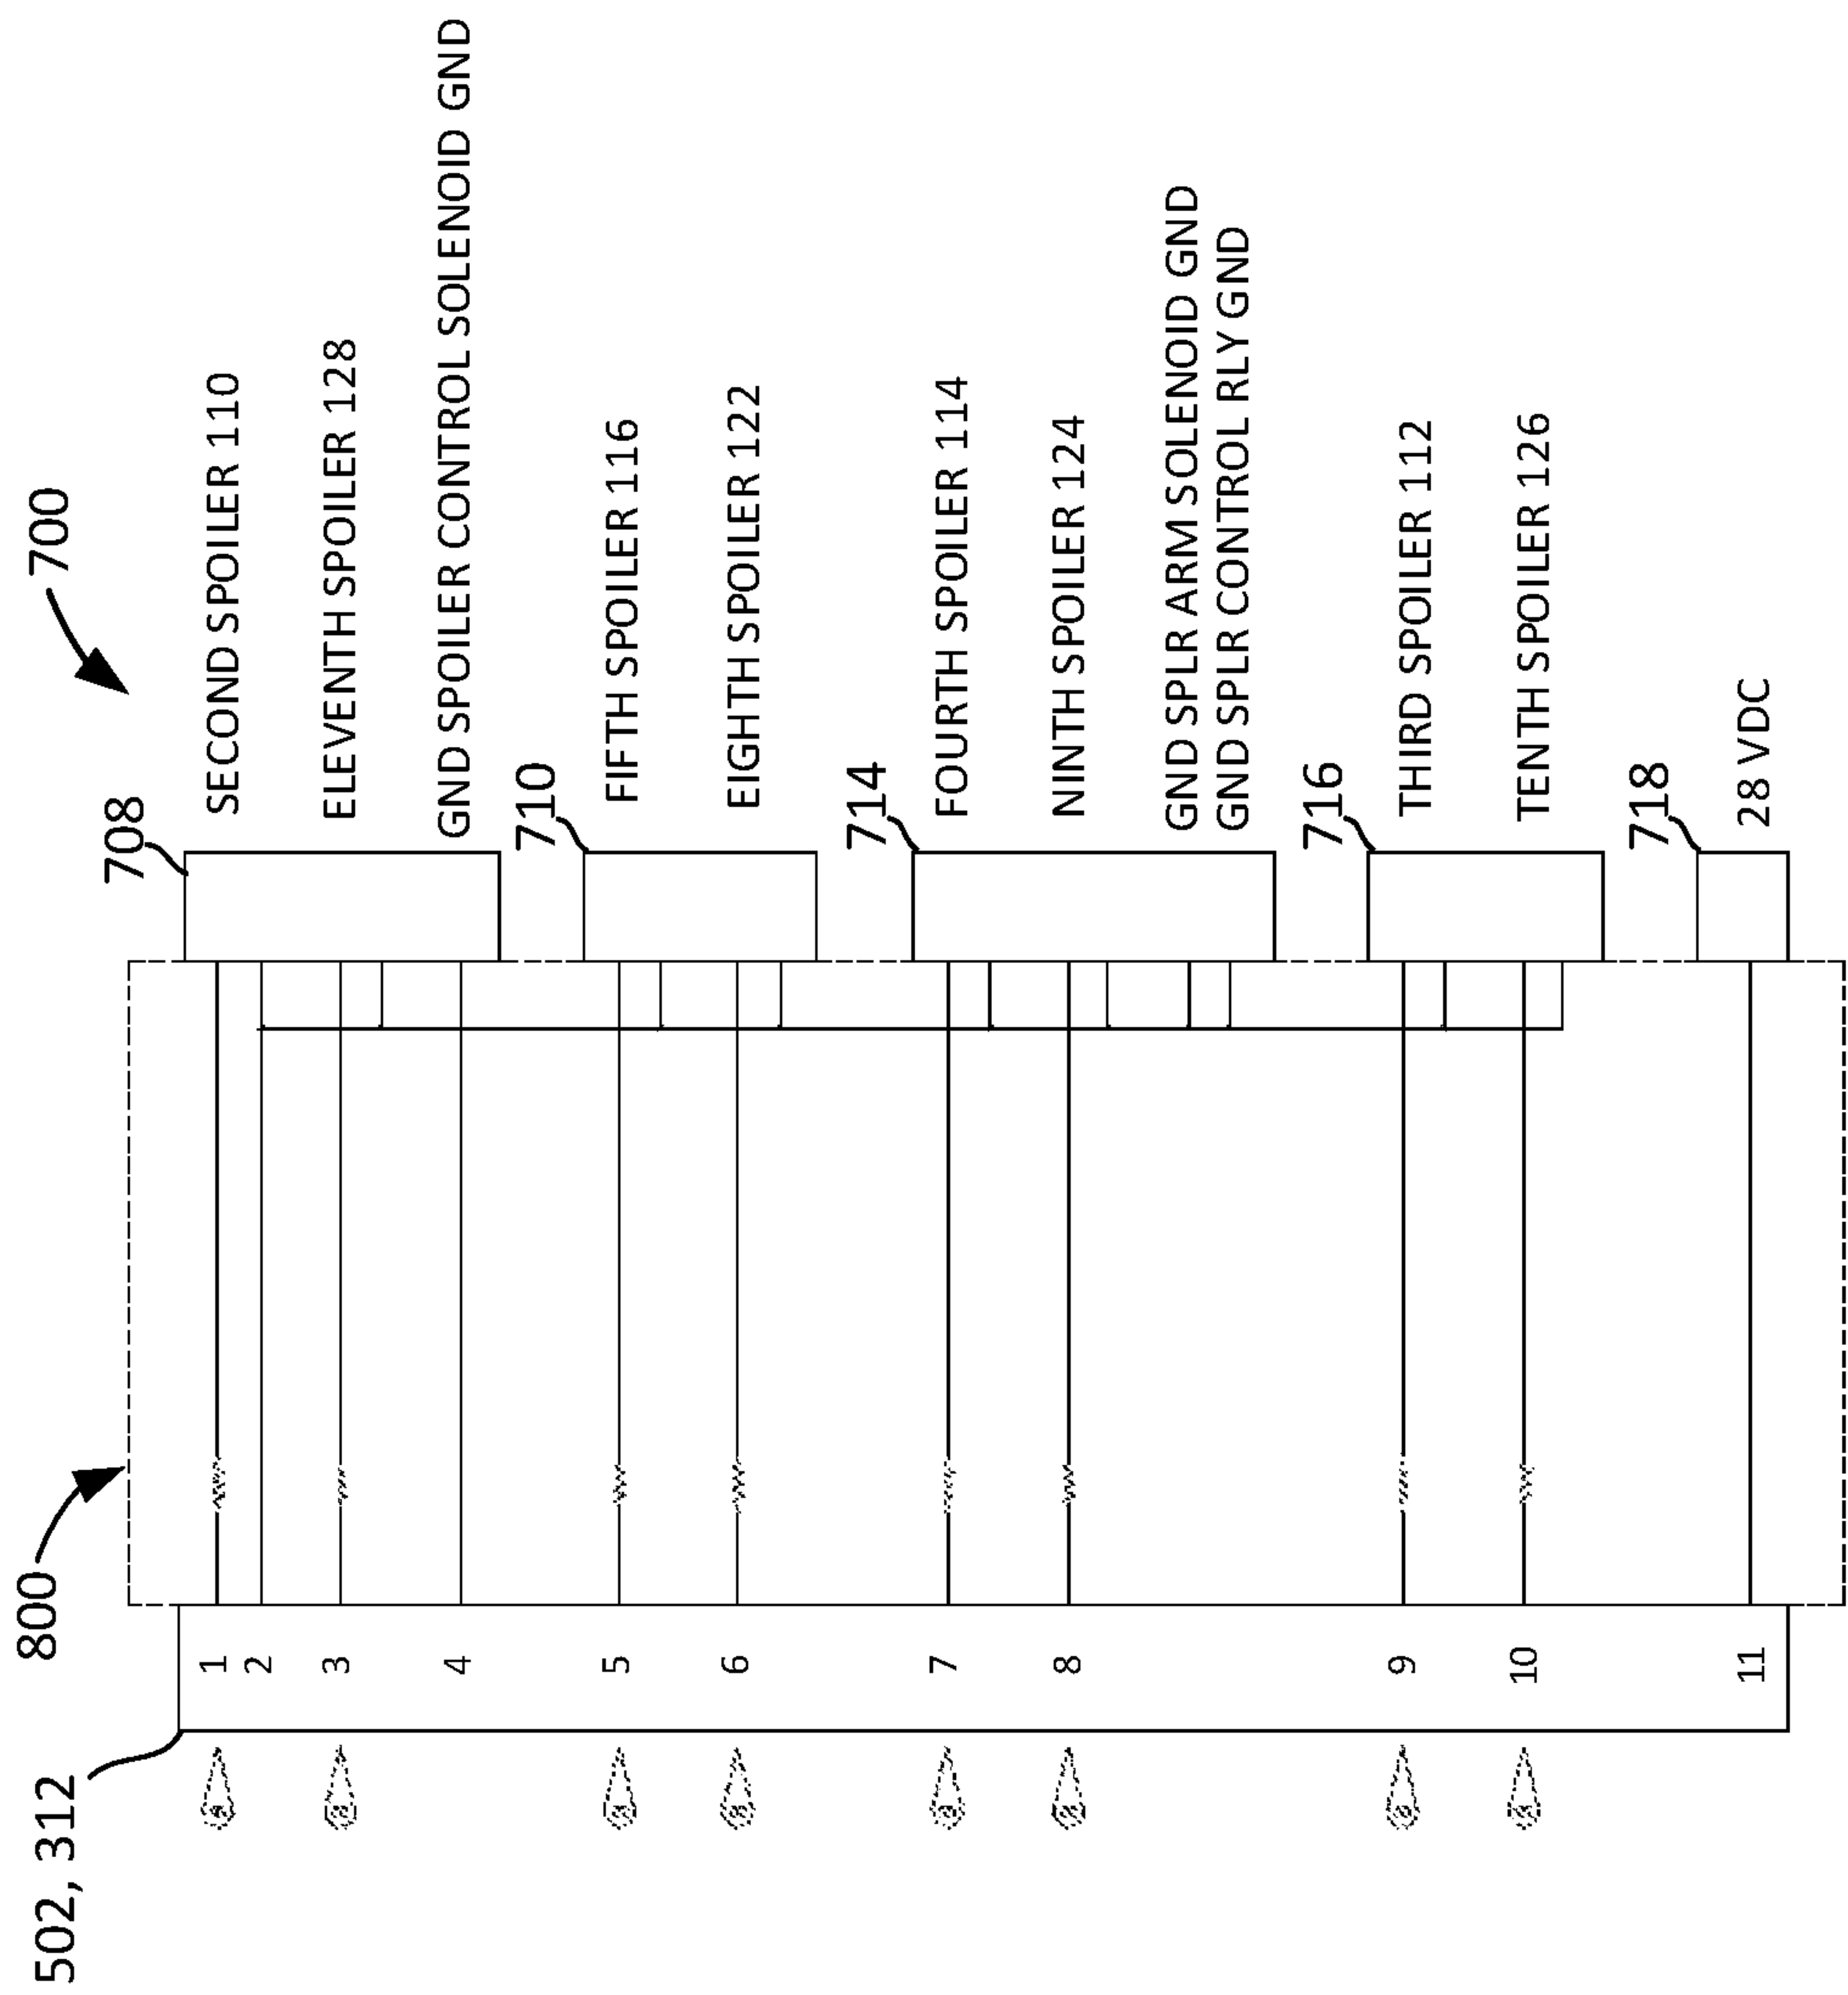 700
800
502, 312
708
SECOND SPOILER 110
ELEVENTH SPOILER 128
GND SPOILER CONTROL SOLENOID GND
710
FIFTH SPOILER 116
EIGHTH SPOILER 122
714
FOURTH SPOILER 114
NINTH SPOILER 124
GND SPLR ARM SOLENOID GND
GND SPLR CONTROL RLY GND
716
THIRD SPOILER 112
TENTH SPOILER 126
718
28 VDC
1
2
3
4
5
6
7
8
9
10
11